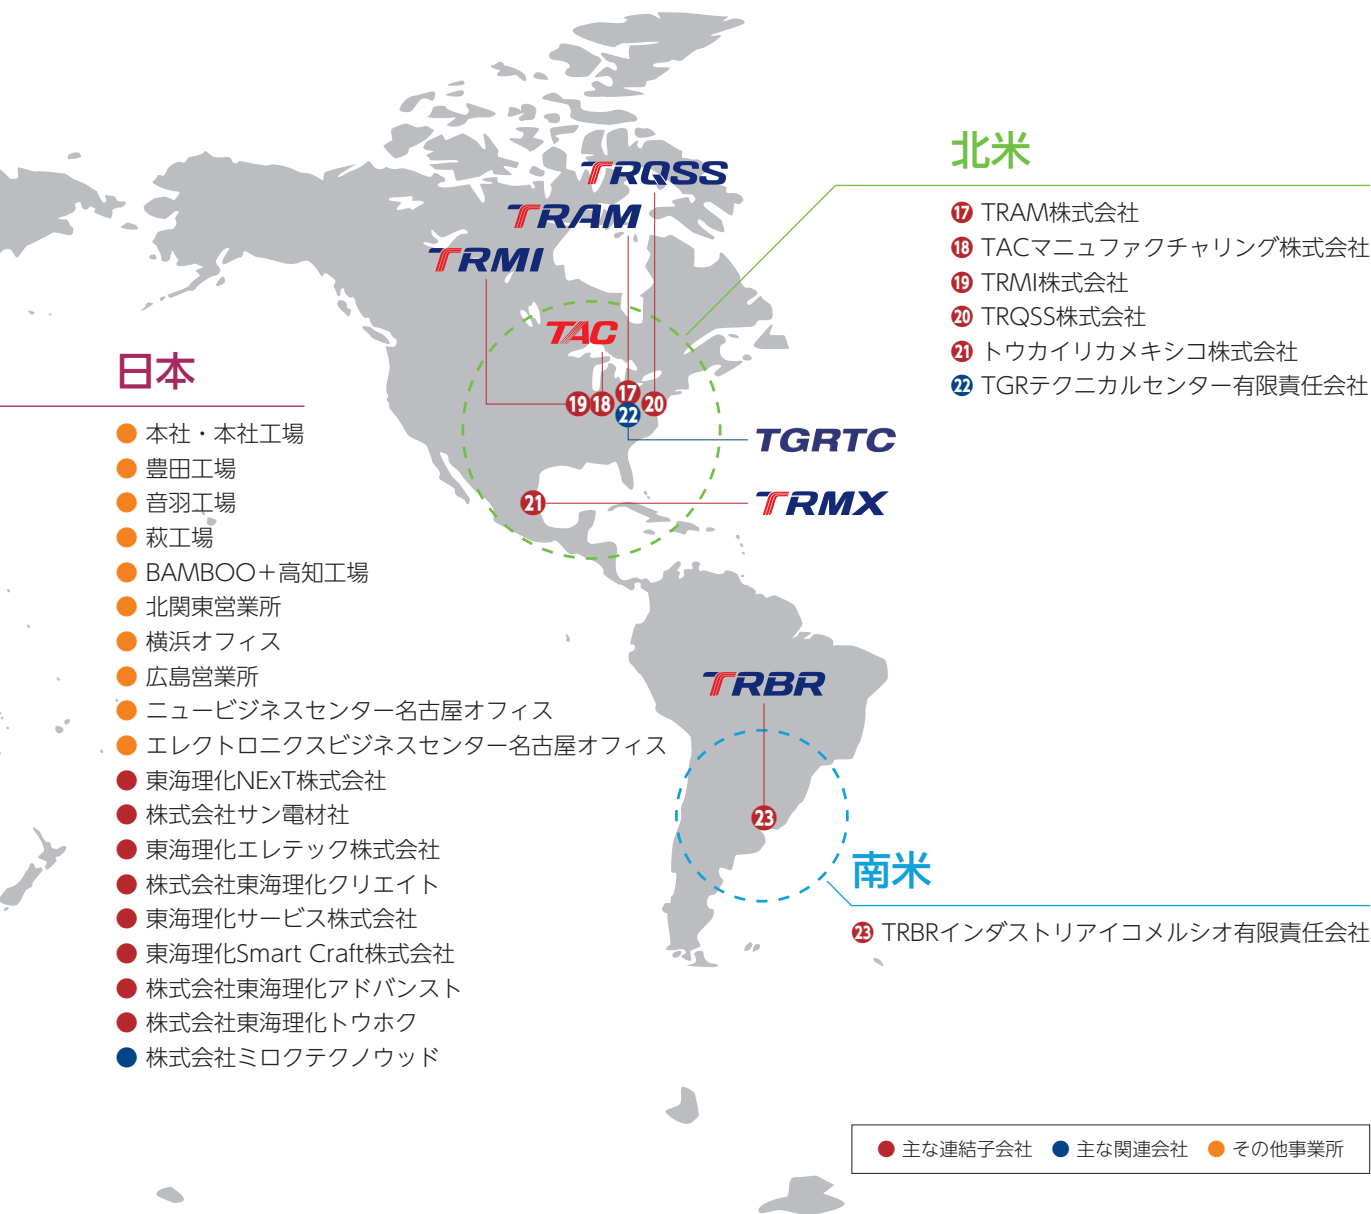 TRQSS
TRAM
TRMI
TAC
19
18
17
22
20
TGRTC
21
TRMX
TRBR
23
北米
17 TRAM株式会社
18 TACマニュファクチャリング株式会社
19 TRMI株式会社
20 TRQSS株式会社
21 トウカイリカメキシコ株式会社
22 TGRテクニカルセンター有限責任会社
日本
本社・本社工場
豊田工場
音羽工場
萩工場
BAMBOO＋高知工場
北関東営業所
横浜オフィス
広島営業所
ニュービジネスセンター名古屋オフィス
エレクトロニクスビジネスセンター名古屋オフィス
東海理化NExT株式会社
株式会社サン電材社
東海理化エレテック株式会社
株式会社東海理化クリエイト
東海理化サービス株式会社
東海理化Smart Craft株式会社
株式会社東海理化アドバンスト
株式会社東海理化トウホク
株式会社ミロクテクノウッド
南米
23 TRBRインダストリアイコメルシオ有限責任会社
主な連結子会社 主な関連会社 その他事業所